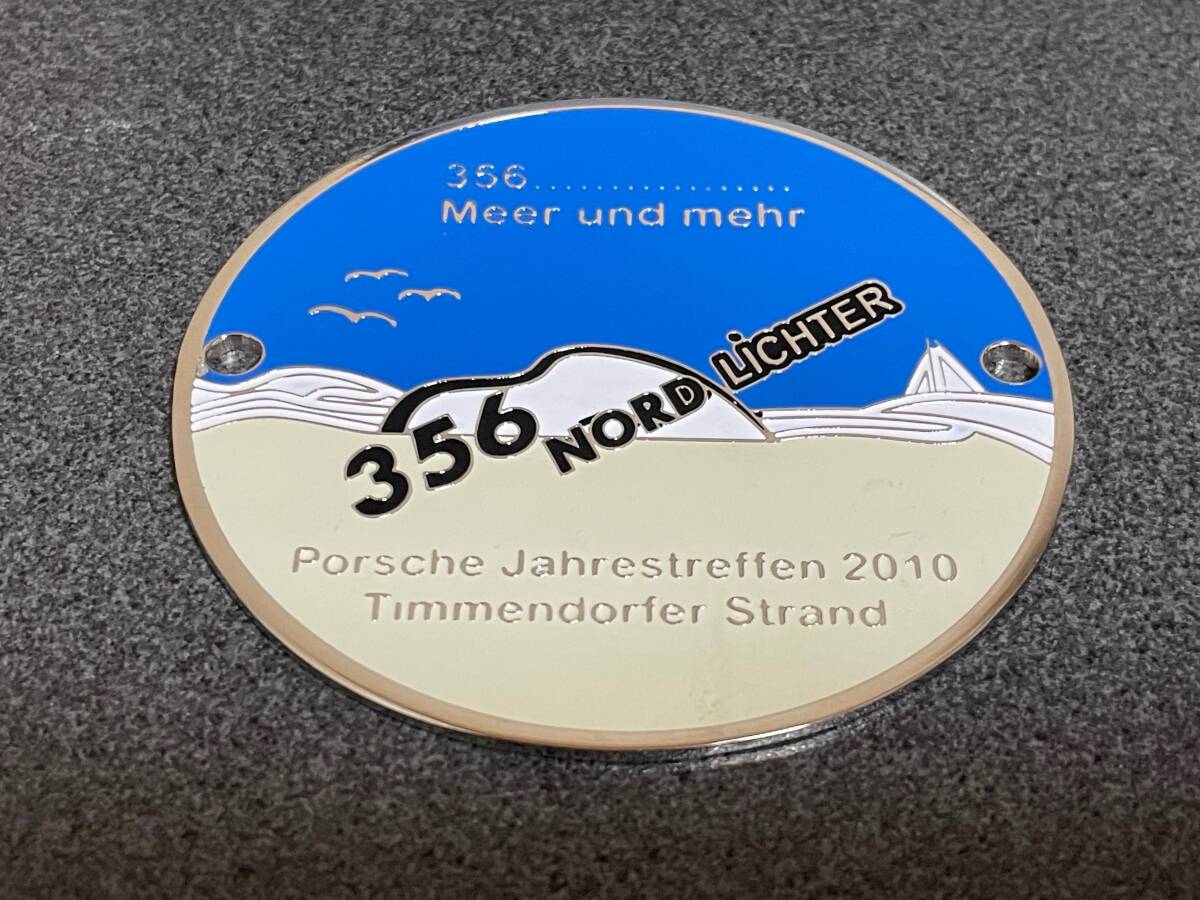 356..................
Meer und mehr
356 NORD LiCHTER
Porsche Jahrestreffen 2010
Timmendorfer Strand